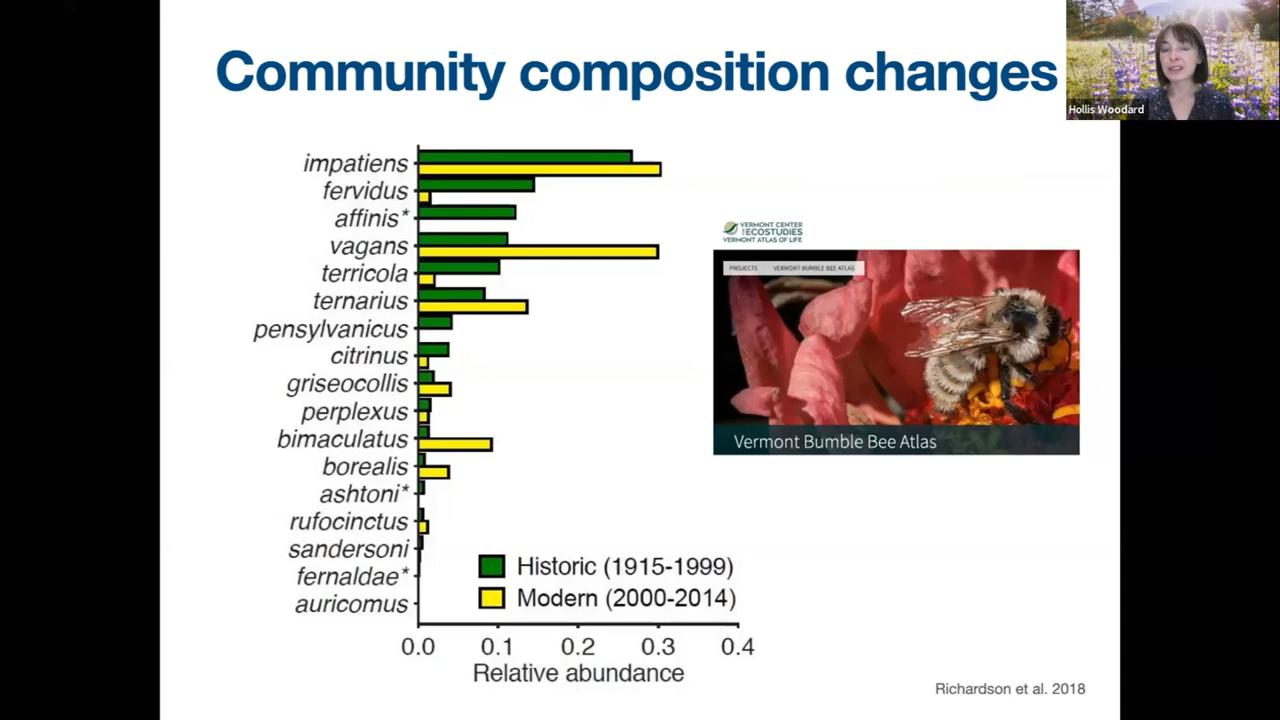 Community composition changes
Hollis Woodard
impatiens
fervidus
affinis*
vagans
terricola
ternarius
pensylvanicus
citrinus
griseocollis
perplexus
bimaculatus
borealis
ashtoni*
rufocinctus
sandersoni
fernaldae*
auricomus
Historic (1915-1999)
Modern (2000-2014)
0.0 0.1 0.2 0.3 0.4
Relative abundance
VERMONT CENTER
FOR ECOSTUDIES
VERMONT ATLAS OF LIFE
PROJECTS VERMONT BUMBLE BEE ATLAS
Vermont Bumble Bee Atlas
Richardson et al. 2018